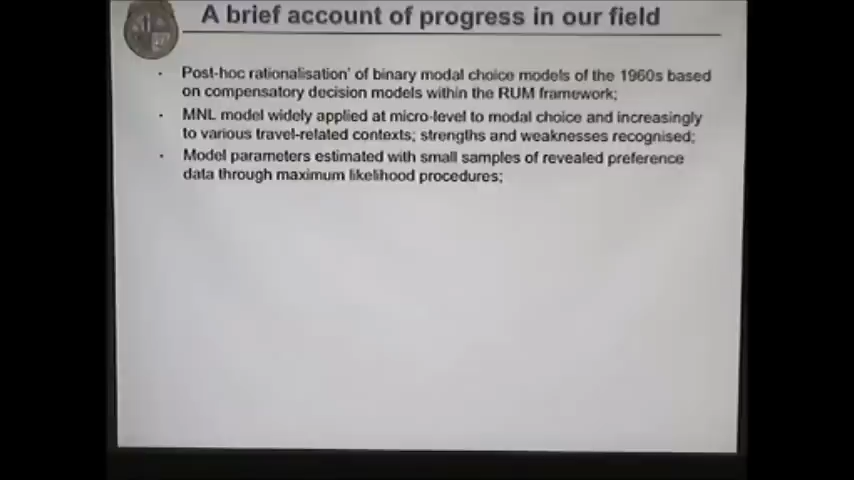 A brief account of progress in our field
· Post-hoc rationalisation' of binary modal choice models of the 1960s based
on compensatory decision models within the RUM framework;
· MNL model widely applied at micro-level to modal choice and increasingly
to various travel-related contexts; strengths and weaknesses recognised;
· Model parameters estimated with small samples of revealed preference
data through maximum likelihood procedures;